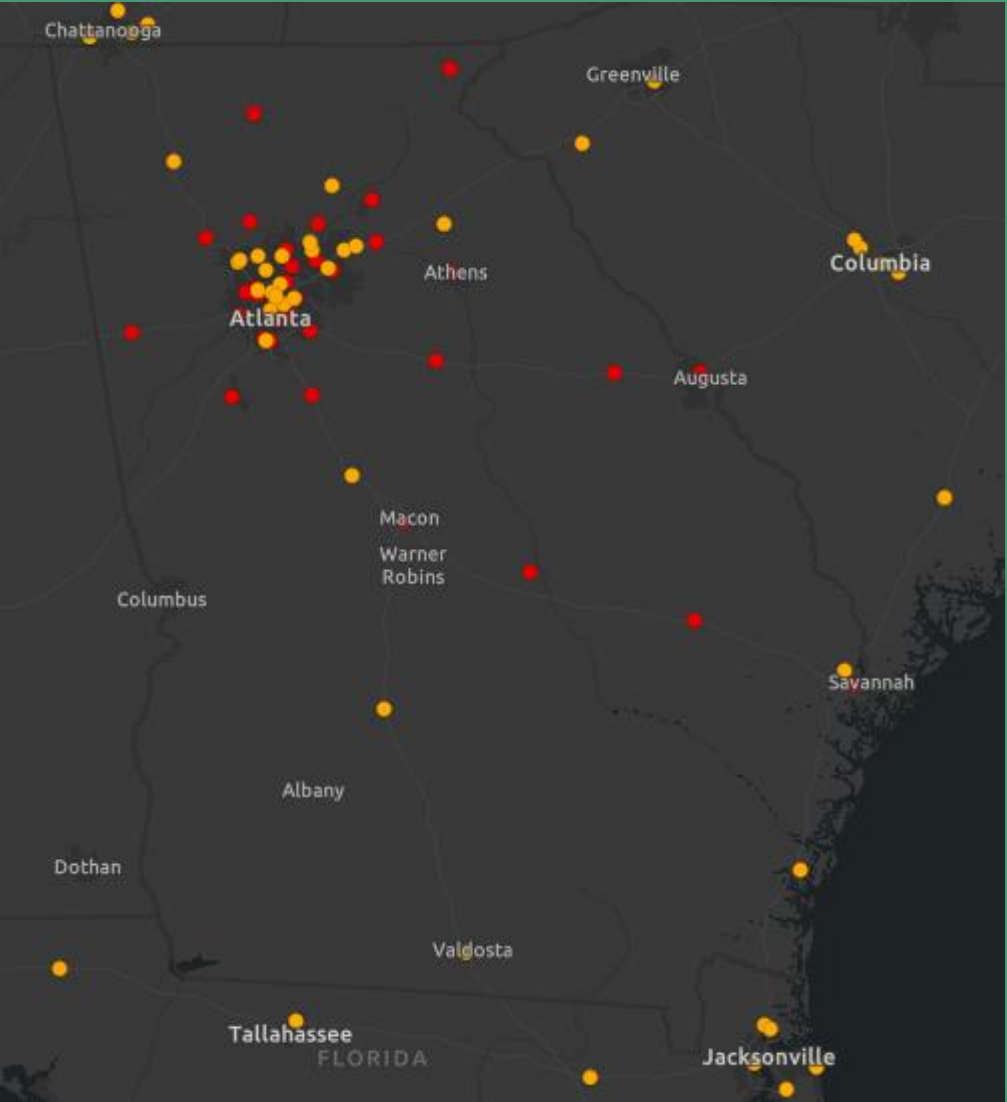 Chattanooga
Greenville
Columbia
Athens
Atlanta
Augusta
Macon
Warner
Robins
Columbus
Savannah
Albany
Dothan
Valdosta
Tallahassee
FLORIDA
Jacksonville